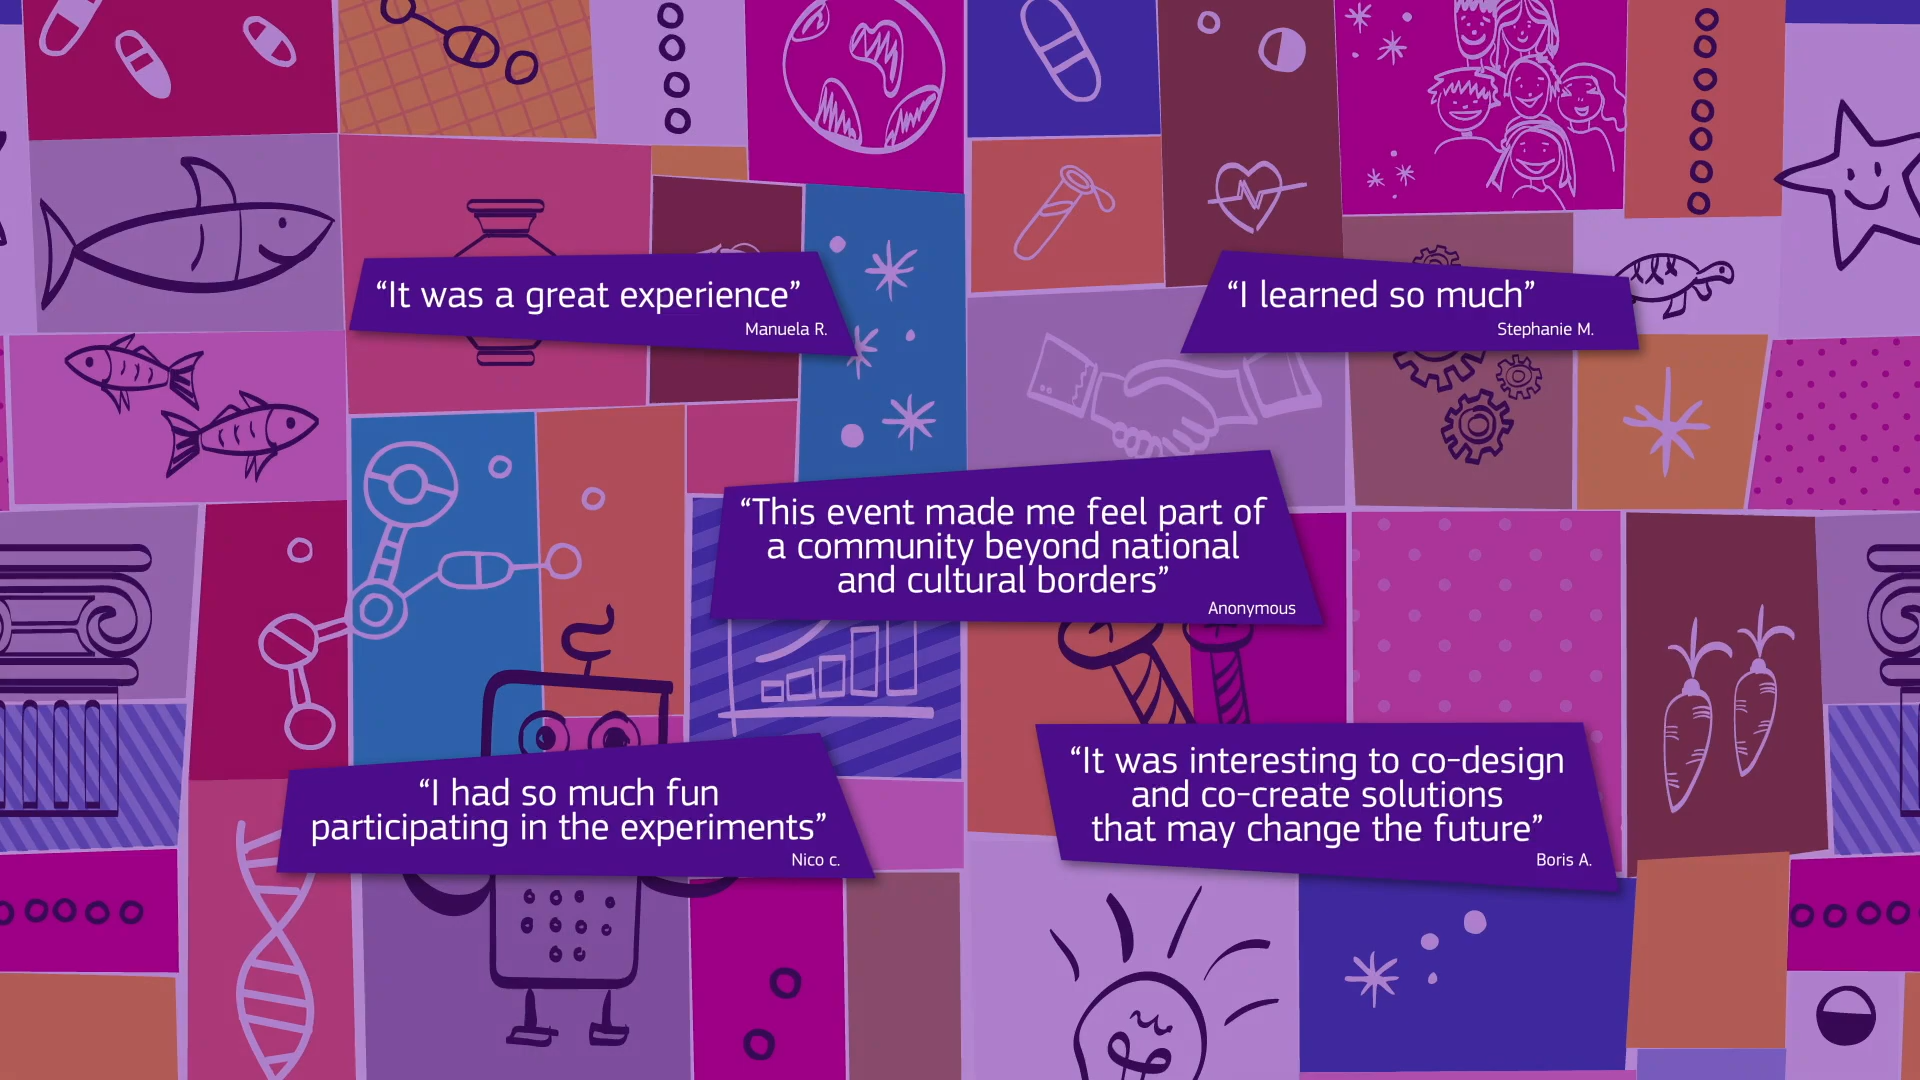 “It was a great experience”
Manuela R.
“I learned so much”
Stephanie M.
“This event made me feel part of
a community beyond national
and cultural borders”
Anonymous
“I had so much fun
participating in the experiments”
Nico c.
“It was interesting to co-design
and co-create solutions
that may change the future”
Boris A.